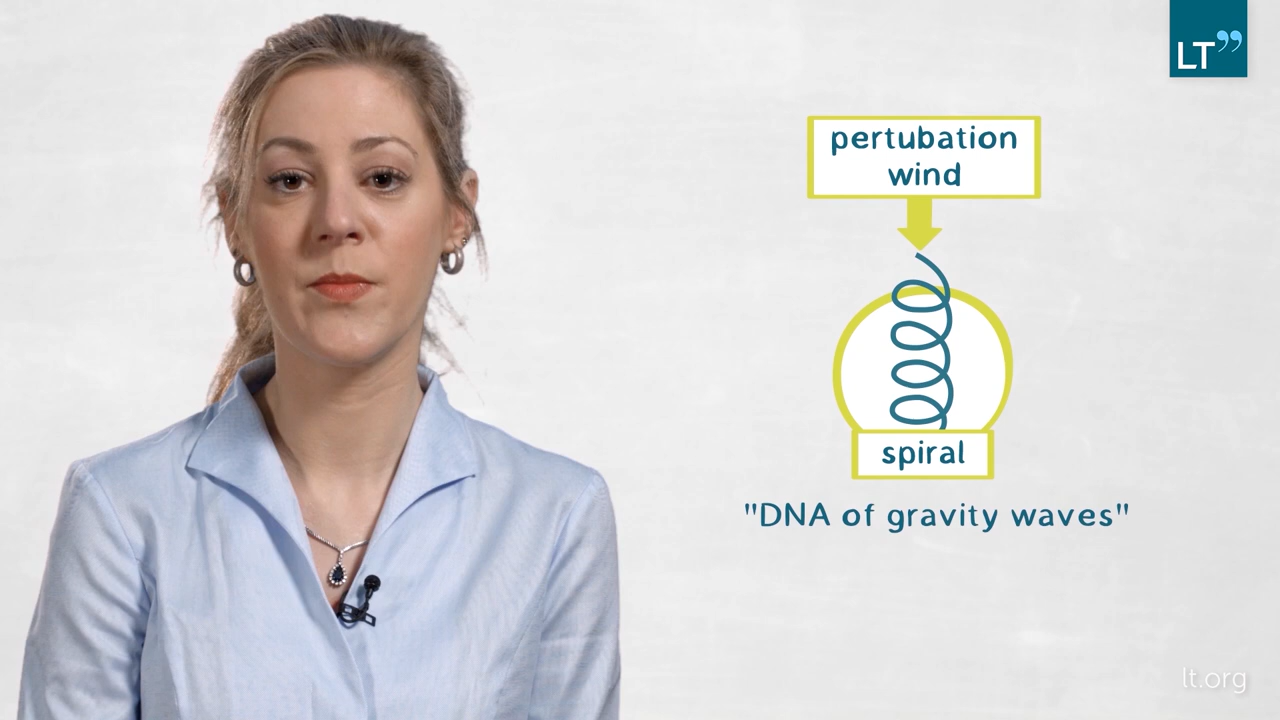 LT”
pertubation
wind
spiral
"DNA of gravity waves"
lt.org